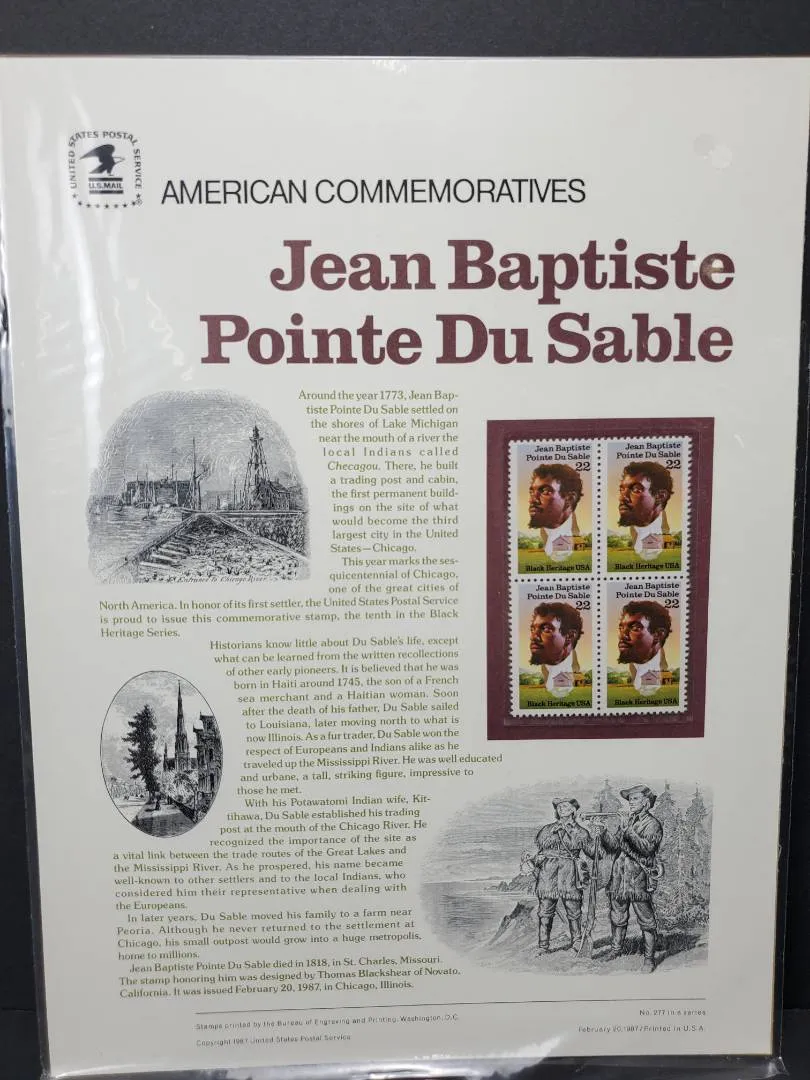 UNITED STATES POSTAL SERVICE
U.S.MAIL
AMERICAN COMMEMORATIVES
Jean Baptiste
Pointe Du Sable
Around the year 1773, Jean Bap-
tiste Pointe Du Sable settled on
the shores of Lake Michigan
near the mouth of a river the
local Indians called
Checagou. There, he built
a trading post and cabin,
the first permanent build-
ings on the site of what
would become the third
largest city in the United
States—Chicago.
This year marks the ses-
quicentennial of Chicago,
one of the great cities of
North America. In honor of its first settler, the United States Postal Service
is proud to issue this commemorative stamp, the tenth in the Black
Heritage Series.
Entrance to Chicago River.
Historians know little about Du Sable's life, except
what can be learned from the written recollections
of other early pioneers. It is believed that he was
born in Haiti around 1745, the son of a French
sea merchant and a Haitian woman. Soon
after the death of his father, Du Sable sailed
to Louisiana, later moving north to what is
now Illinois. As a fur trader, Du Sable won the
respect of Europeans and Indians alike as he
traveled up the Mississippi River. He was well educated
and urbane, a tall, striking figure, impressive to
those he met.
With his Potawatomi Indian wife, Kit-
tihawa, Du Sable established his trading
post at the mouth of the Chicago River. He
recognized the importance of the site as
a vital link between the trade routes of the Great Lakes and
the Mississippi River. As he prospered, his name became
well-known to other settlers and to the local Indians, who
considered him their representative when dealing with
the Europeans.
In later years, Du Sable moved his family to a farm near
Peoria. Although he never returned to the settlement at
Chicago, his small outpost would grow into a huge metropolis,
home to millions.
Jean Baptiste Pointe Du Sable died in 1818, in St. Charles, Missouri.
The stamp honoring him was designed by Thomas Blackshear of Novato,
California. It was issued February 20, 1987, in Chicago, Illinois.
Jean Baptiste
Pointe Du Sable
22
Black Heritage USA
Jean Baptiste
Pointe Du Sable
22
Black Heritage USA
Jean Baptiste
Pointe Du Sable
22
Black Heritage USA
Jean Baptiste
Pointe Du Sable
22
Black Heritage USA
Stamps printed by the Bureau of Engraving and Printing, Washington, D.C.
Copyright 1987 United States Postal Service
No. 277 in a series
February 20, 1987/Printed in U.S.A.